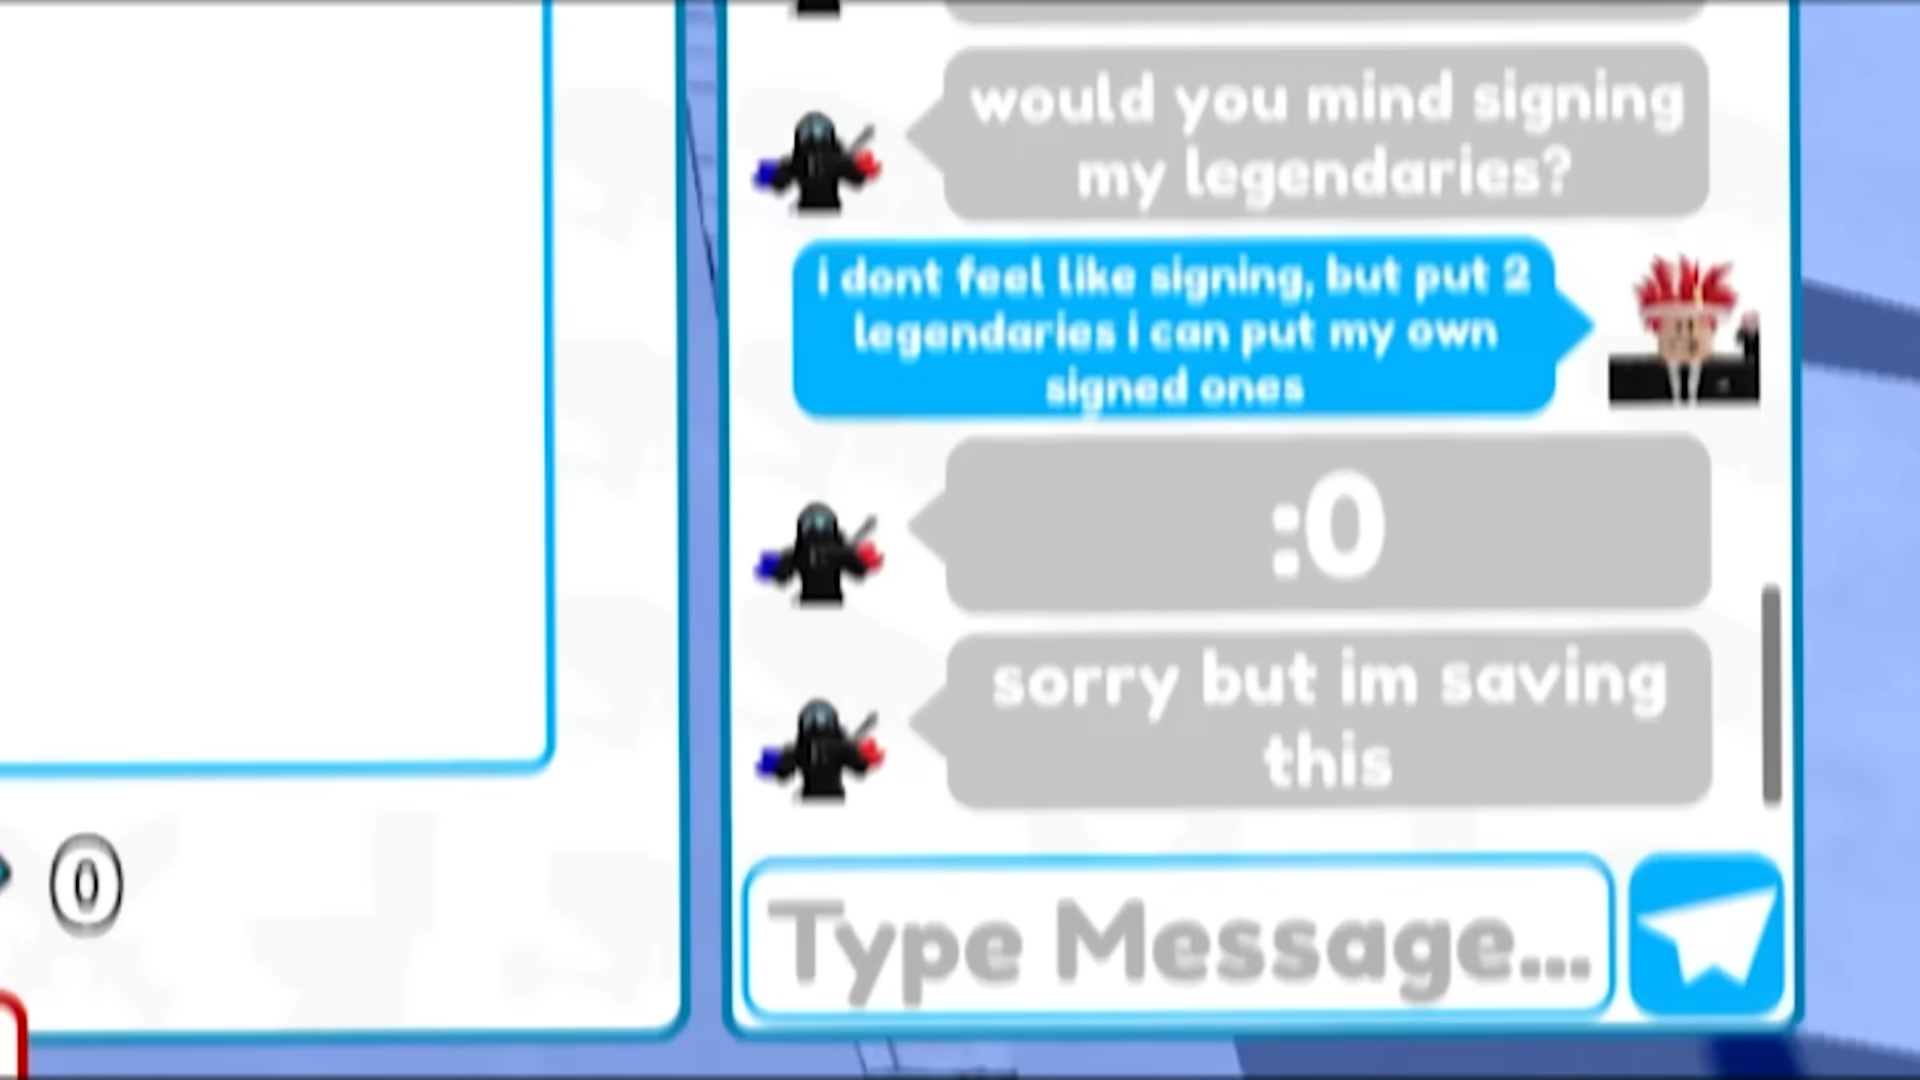 would you mind signing
my legendaries?
i dont feel like signing, but put 2
legendaries i can put my own
signed ones
:0
sorry but im saving
this
0
Type Message...